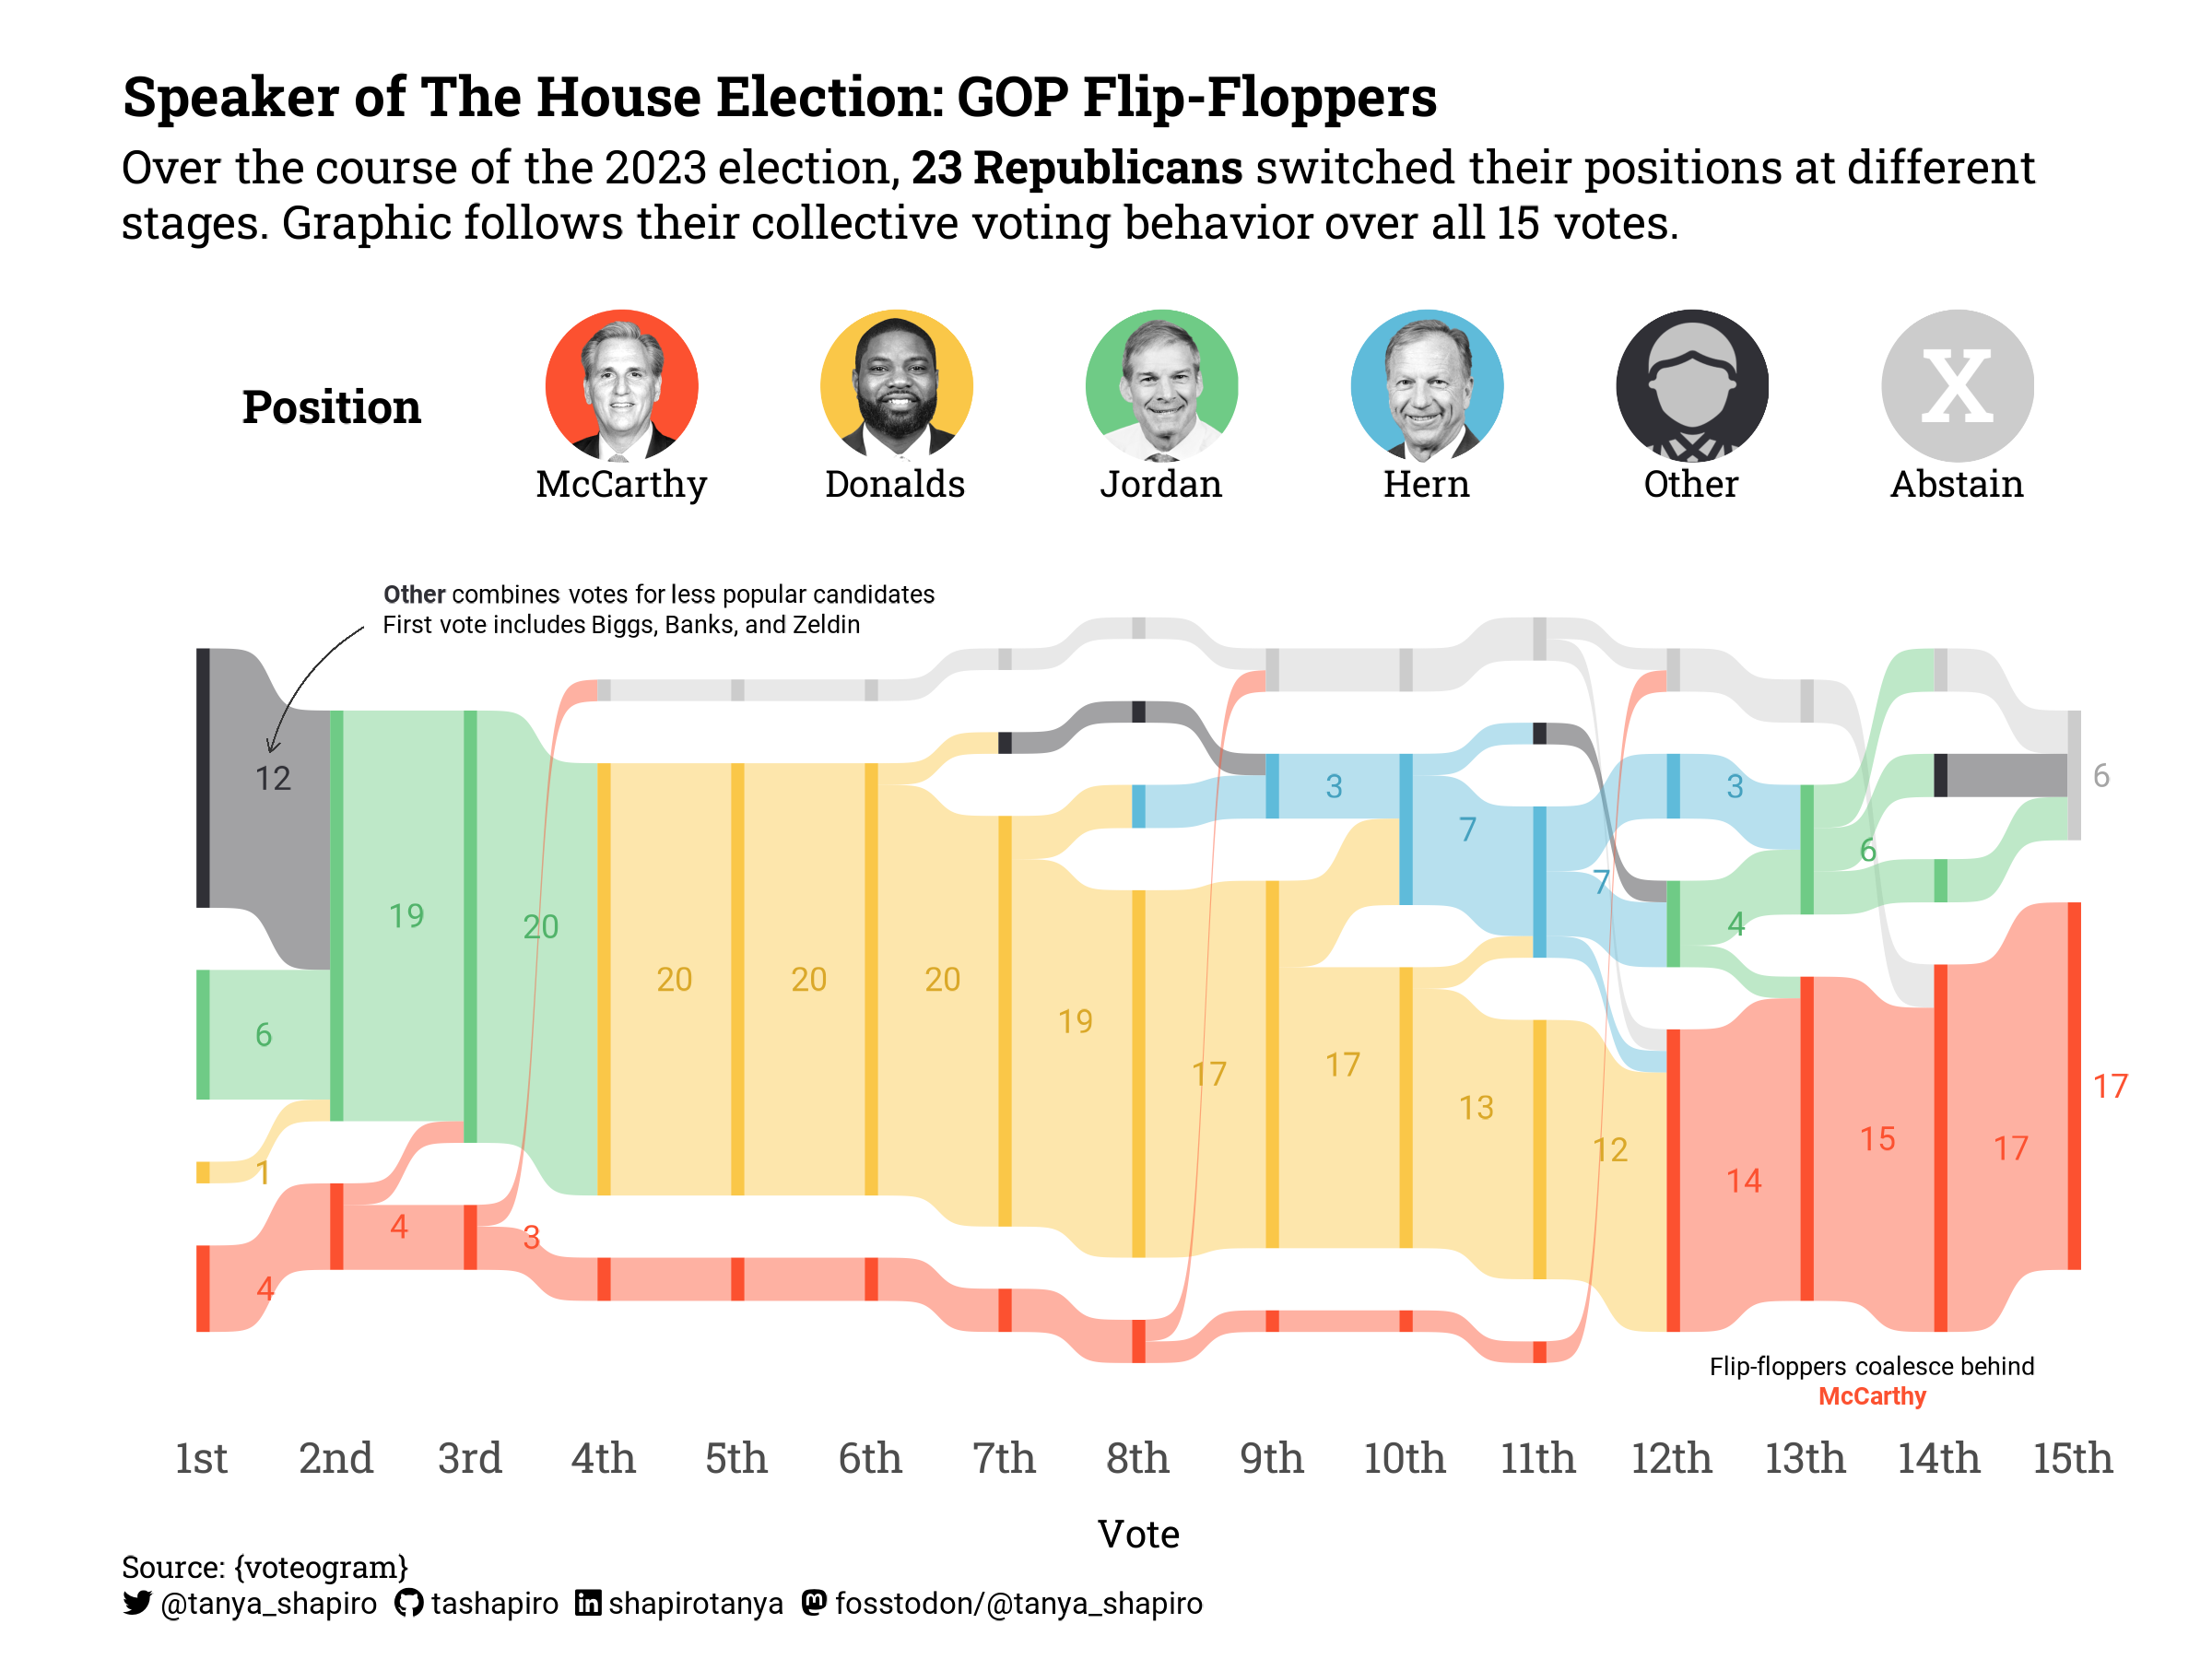 Speaker of The House Election: GOP Flip-Floppers
Over the course of the 2023 election, 23 Republicans switched their positions at different
stages. Graphic follows their collective voting behavior over all 15 votes.
Position
X
McCarthy Donalds Jordan Hern Other Abstain
Other combines votes for less popular candidates
First vote includes Biggs, Banks, and Zeldin
12
6
1
4
19
4
20
3
20
20
20
19
17
3
17
7
13
7
12
3
4
14
6
15
17
6
17
Flip-floppers coalesce behind
McCarthy
1st 2nd 3rd 4th 5th 6th 7th 8th 9th 10th 11th 12th 13th 14th 15th
Vote
Source: {voteogram}
@tanya_shapiro tashapiro in shapirotanya m fosstodon/@tanya_shapiro